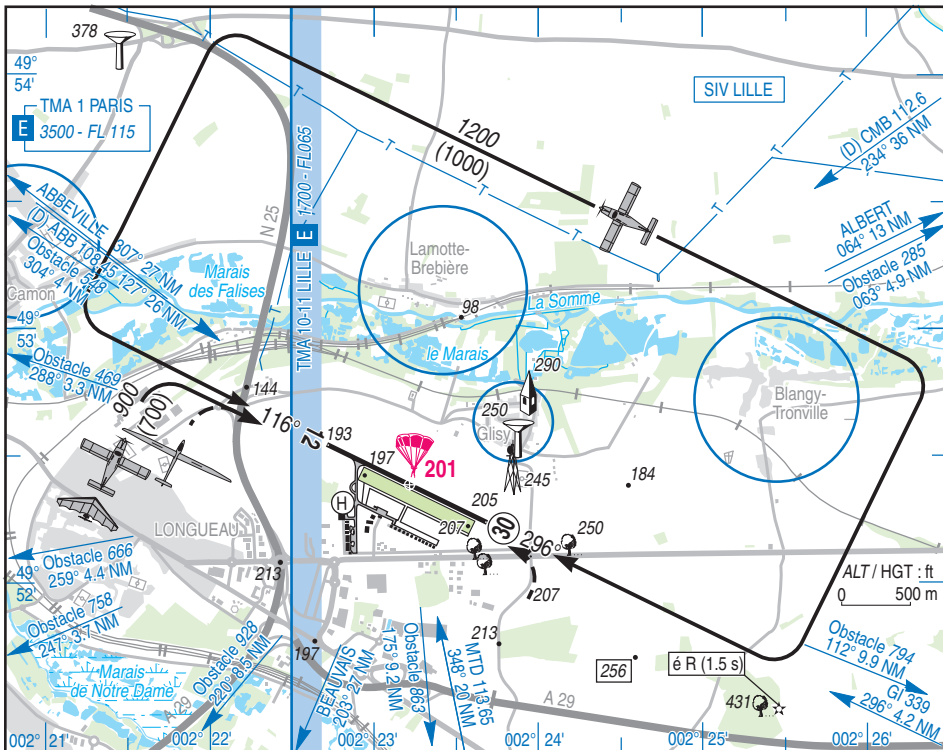 378
49°
54'
TMA 1 PARIS
E 3500 - FL 115
SIV LILLE
(D) CMB 112.6
234° 36 NM
1200
(1000)
TMA 10-11 LILLE E 1700 - FL065
N 25
ABBEVILLE 307° 27 NM
(D) ABB 108.45 127° 26 NM
Obstacle 548
304° 4 NM
Camon
Marais
des Falises
Lamotte-
Brebière
ALBERT
064° 13 NM
Obstacle 285
063° 4.9 NM
La Somme
98
le Marais
49°
53'
Obstacle 469
288° 3.3 NM
144
900
(700)
116°
12
193
290
250
Glisy
245
Blangy-
Tronville
197
201
184
205
207
H
30
296°
250
LONGUEAU
213
Obstacle 666
259° 4.4 NM
49°
52'
207
ALT / HGT : ft
0 500 m
Obstacle 758
241° 3.7 NM
Obstacle 928
220° 8.5 NM
197
BEAUVAIS
203° 27 NM
Obstacle 863
175° 9.2 NM
MTD 113.65
348° 20 NM
213
256
é R (1.5 s)
431
Obstacle 794
112° 9.9 NM
GI 339
296° 4.2 NM
Marais
de Notre Dame
A 29
A 29
002° 21'
002° 22'
002° 23'
002° 24'
002° 25'
002° 26'
T
T
T
T
T
T
T
T
T